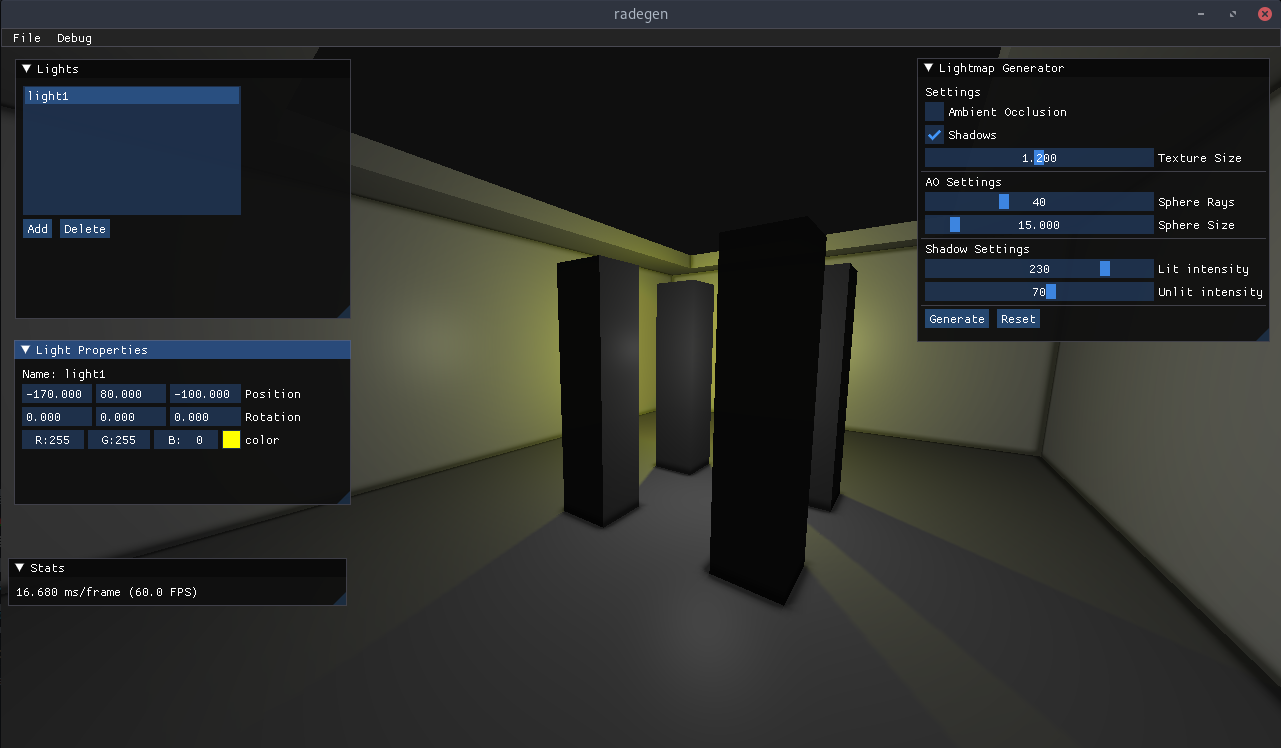 radegen
File Debug
Lights
light1
Add Delete
Light Properties
Name: light1
-170.000 80.000 -100.000 Position
0.000 0.000 0.000 Rotation
R:255 G:255 B: 0 color
Stats
16.680 ms/frame (60.0 FPS)
Lightmap Generator
Settings
Ambient Occlusion
Shadows
1.200 Texture Size
AO Settings
40 Sphere Rays
15.000 Sphere Size
Shadow Settings
230 Lit intensity
70 Unlit intensity
Generate Reset